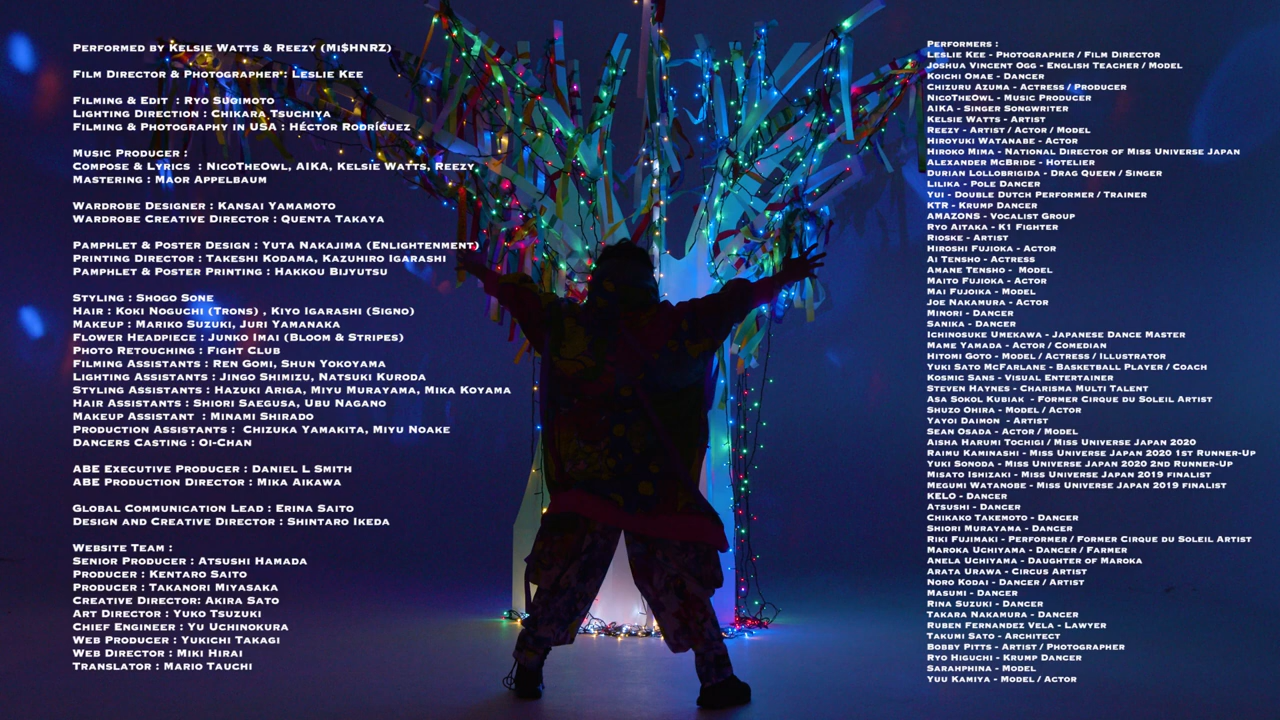 Performed by Kelsie Watts & Reezy (Mi$HNRZ)
Film Director & Photographer*: Leslie Kee
Filming & Edit : Ryo Sugimoto
Lighting Direction : Chikara Tsuchiya
Filming & Photography in USA : Héctor Rodríguez
Music Producer :
Compose & Lyrics : NicoTheOwl, AIKA, Kelsie Watts, Reezy
Mastering : Maor Appelbaum
Wardrobe Designer : Kansai Yamamoto
Wardrobe Creative Director : Quenta Takaya
Pamphlet & Poster Design : Yuta Nakajima (Enlightenment)
Printing Director : Takeshi Kodama, Kazuhiro Igarashi
Pamphlet & Poster Printing : Hakkou Bijyutsu
Styling : Shogo Sone
Hair : Koki Noguchi (Trons) , Kiyo Igarashi (Signo)
Makeup : Mariko Suzuki, Juri Yamanaka
Flower Headpiece : Junko Imai (Bloom & Stripes)
Photo Retouching : Fight Club
Filming Assistants : Ren Gomi, Shun Yokoyama
Lighting Assistants : Jingo Shimizu, Natsuki Kuroda
Styling Assistants : Hazuki Ariga, Miyu Murayama, Mika Koyama
Hair Assistants : Shiori Saegusa, Ubu Nagano
Makeup Assistant : Minami Shirado
Production Assistants : Chizuka Yamakita, Miyu Noake
Dancers Casting : Oi-Chan
ABE Executive Producer : Daniel L Smith
ABE Production Director : Mika Aikawa
Global Communication Lead : Erina Saito
Design and Creative Director : Shintaro Ikeda
Website Team :
Senior Producer : Atsushi Hamada
Producer : Kentaro Saito
Producer : Takanori Miyasaka
Creative Director: Akira Sato
Art Director : Yuko Tsuzuki
Chief Engineer : Yu Uchinokura
Web Producer : Yukichi Takagi
Web Director : Miki Hirai
Translator : Mario Tauchi
Performers :
Leslie Kee - Photographer / Film Director
Joshua Vincent Ogg - English Teacher / Model
Koichi Omae - Dancer
Chizuru Azuma - Actress / Producer
NicoTheOwl - Music Producer
AIKA - Singer Songwriter
Kelsie Watts - Artist
Reezy - Artist / Actor / Model
Hiroyuki Watanabe - Actor
Hiroko Mima - National Director of Miss Universe Japan
Alexander McBride - Hotelier
Durian Lollobrigida - Drag Queen / Singer
Lilika - Pole Dancer
Yui - Double Dutch Performer / Trainer
KTR - Krump Dancer
AMAZONS - Vocalist Group
Ryo Aitaka - K1 Fighter
Rioske - Artist
Hiroshi Fujioka - Actor
Ai Tensho - Actress
Amane Tensho - Model
Maito Fujioka - Actor
Mai Fujoika - Model
Joe Nakamura - Actor
Minori - Dancer
Sanika - Dancer
Ichinosuke Umekawa - Japanese Dance Master
Mame Yamada - Actor / Comedian
Hitomi Goto - Model / Actress / Illustrator
Yuki Sato McFarlane - Basketball Player / Coach
Kosmic Sans - Visual Entertainer
Steven Haynes - Charisma Multi Talent
Asa Sokol Kubiak - Former Cirque du Soleil Artist
Shuzo Ohira - Model / Actor
Yayoi Daimon - Artist
Sean Osada - Actor / Model
Aisha Harumi Tochigi / Miss Universe Japan 2020
Raimu Kaminashi - Miss Universe Japan 2020 1st Runner-Up
Yuki Sonoda - Miss Universe Japan 2020 2nd Runner-Up
Misato Ishizaki - Miss Universe Japan 2019 finalist
Megumi Watanobe - Miss Universe Japan 2019 finalist
KELO - Dancer
Atsushi - Dancer
Chikako Takemoto - Dancer
Shiori Murayama - Dancer
Riki Fujimaki - Performer / Former Cirque du Soleil Artist
Maroka Uchiyama - Dancer / Farmer
Anela Uchiyama - Daughter of Maroka
Arata Urawa - Circus Artist
Noro Kodai - Dancer / Artist
Masumi - Dancer
Rina Suzuki - Dancer
Takara Nakamura - Dancer
Ruben Fernandez Vela - Lawyer
Takumi Sato - Architect
Bobby Pitts - Artist / Photographer
Ryo Higuchi - Krump Dancer
Sarahphina - Model
Yuu Kamiya - Model / Actor